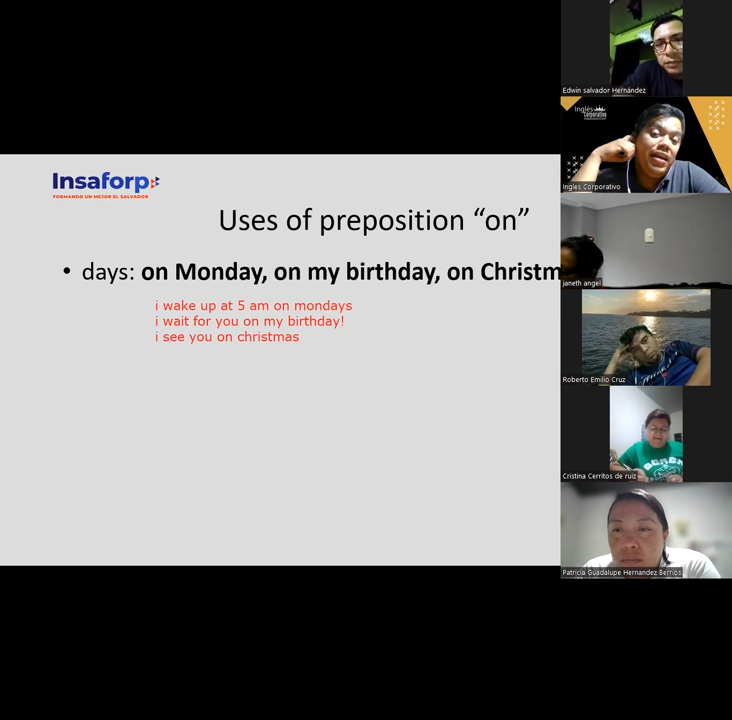 Insaforp
FORMANDO UN MEJOR EL SALVADOR
Uses of preposition “on”
• days: on Monday, on my birthday, on Christm
i wake up at 5 am on mondays
i wait for you on my birthday!
i see you on christmas
Edwin salvador Hernández
Inglés
Corporativo
Ingles Corporativo
janeth angel
Roberto Emilio Cruz
Cristina Cerritos de ruiz
Patricia Guadalupe Hernandez Berrios